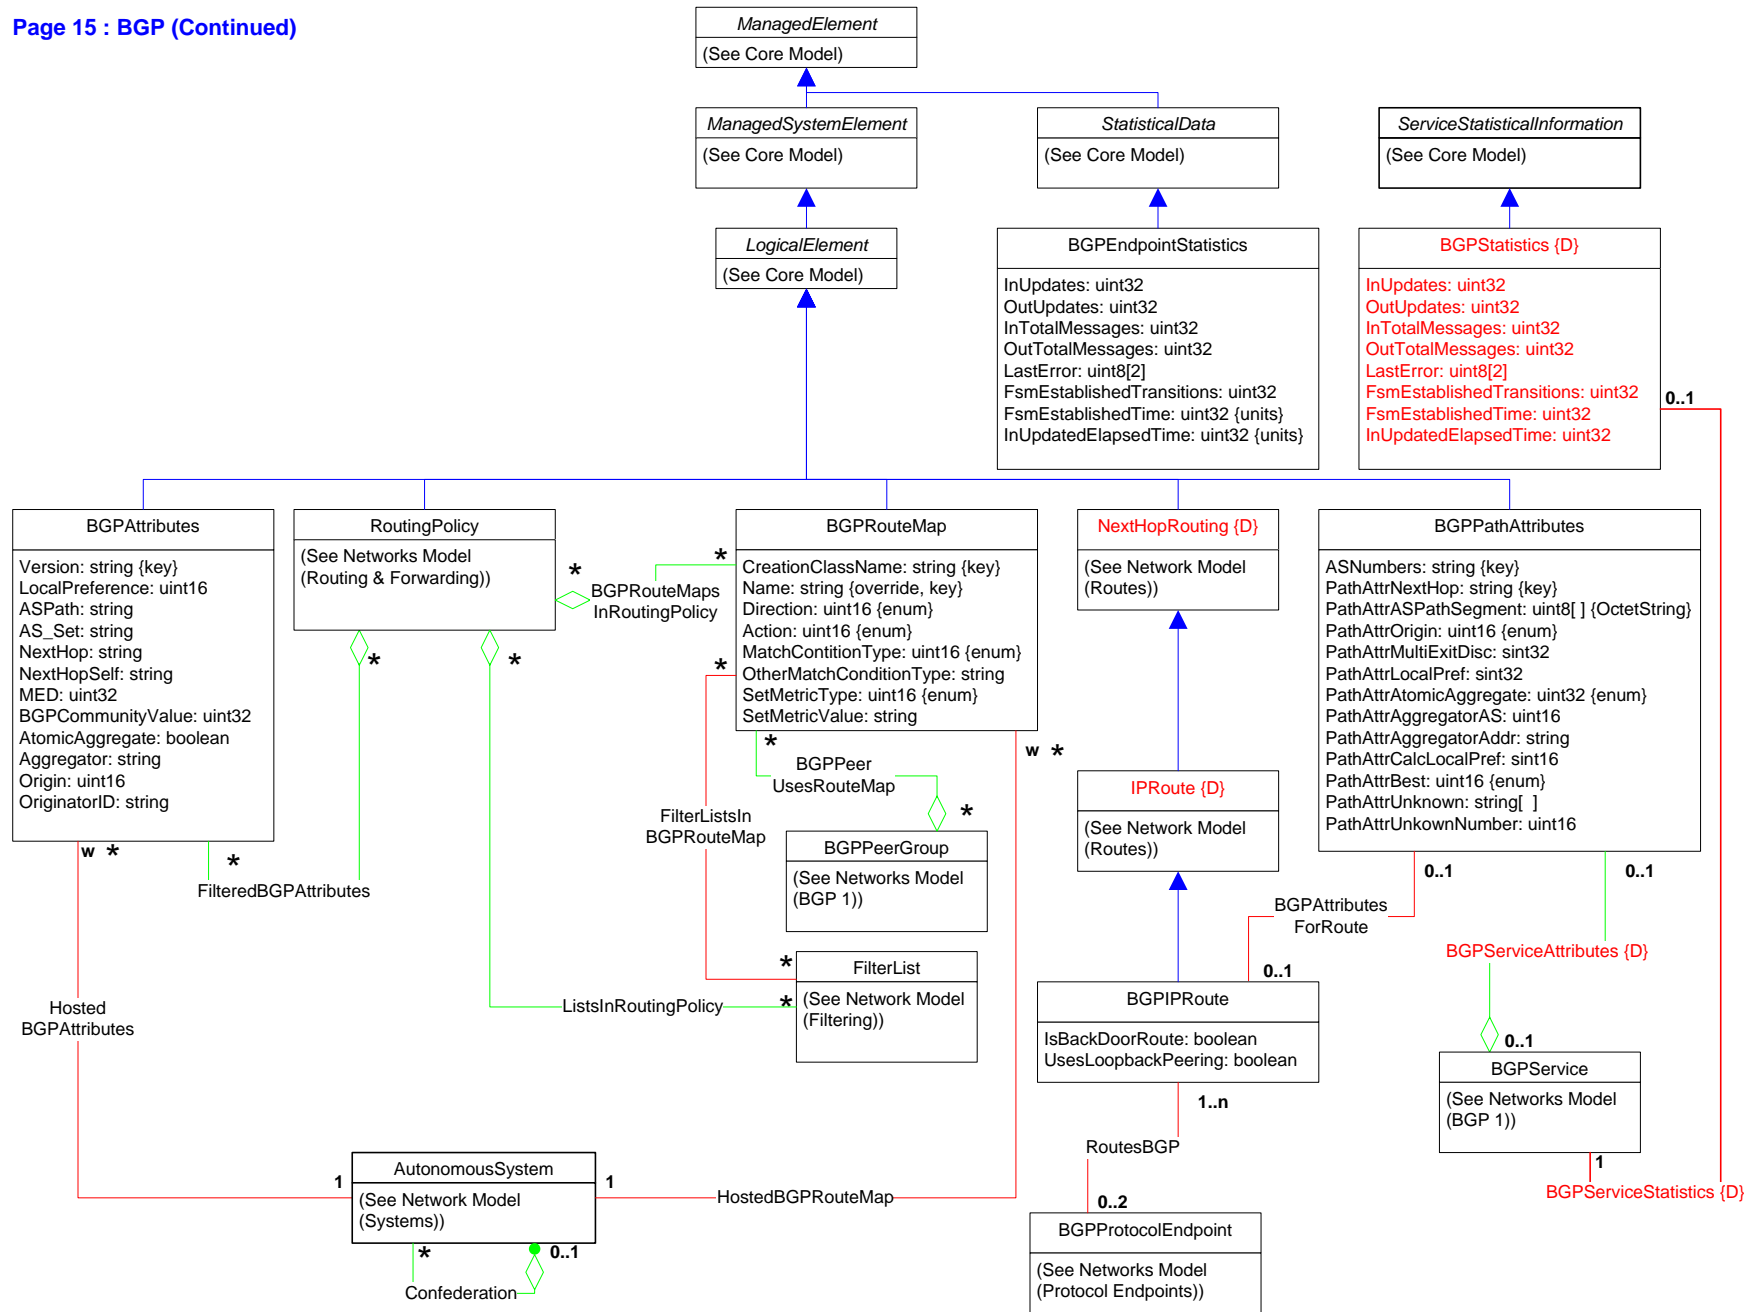 Page 15 : BGP (Continued)
ManagedElement
(See Core Model)
ManagedSystemElement
(See Core Model)
StatisticalData
(See Core Model)
ServiceStatisticalInformation
(See Core Model)
LogicalElement
(See Core Model)
BGPEndpointStatistics
InUpdates: uint32
OutUpdates: uint32
InTotalMessages: uint32
OutTotalMessages: uint32
LastError: uint8[2]
FsmEstablishedTransitions: uint32
FsmEstablishedTime: uint32 {units}
InUpdatedElapsedTime: uint32 {units}
BGPStatistics {D}
InUpdates: uint32
OutUpdates: uint32
InTotalMessages: uint32
OutTotalMessages: uint32
LastError: uint8[2]
FsmEstablishedTransitions: uint32
FsmEstablishedTime: uint32
InUpdatedElapsedTime: uint32
0..1
BGPAttributes
Version: string {key}
LocalPreference: uint16
ASPath: string
AS_Set: string
NextHop: string
NextHopSelf: string
MED: uint32
BGPCommunityValue: uint32
AtomicAggregate: boolean
Aggregator: string
Origin: uint16
OriginatorID: string
w *
*
FilteredBGPAttributes
RoutingPolicy
(See Networks Model
(Routing & Forwarding))
*
*
*
*
BGPRouteMaps
InRoutingPolicy
BGPRouteMap
CreationClassName: string {key}
Name: string {override, key}
Direction: uint16 {enum}
Action: uint16 {enum}
MatchContitionType: uint16 {enum}
OtherMatchConditionType: string
SetMetricType: uint16 {enum}
SetMetricValue: string
*
*
w *
BGPPeer
UsesRouteMap
*
FilterListsIn
BGPRouteMap
BGPPeerGroup
(See Networks Model
(BGP 1))
*
FilterList
(See Network Model
(Filtering))
*
ListsInRoutingPolicy
NextHopRouting {D}
(See Network Model
(Routes))
IPRoute {D}
(See Network Model
(Routes))
BGPPathAttributes
ASNumbers: string {key}
PathAttrNextHop: string {key}
PathAttrASPathSegment: uint8[ ] {OctetString}
PathAttrOrigin: uint16 {enum}
PathAttrMultiExitDisc: sint32
PathAttrLocalPref: sint32
PathAttrAtomicAggregate: uint32 {enum}
PathAttrAggregatorAS: uint16
PathAttrAggregatorAddr: string
PathAttrCalcLocalPref: sint16
PathAttrBest: uint16 {enum}
PathAttrUnknown: string[ ]
PathAttrUnkownNumber: uint16
0..1
0..1
BGPAttributes
ForRoute
0..1
BGPServiceAttributes {D}
0..1
BGPIPRoute
IsBackDoorRoute: boolean
UsesLoopbackPeering: boolean
1..n
RoutesBGP
0..2
BGPProtocolEndpoint
(See Networks Model
(Protocol Endpoints))
BGPService
(See Networks Model
(BGP 1))
1
BGPServiceStatistics {D}
Hosted
BGPAttributes
1
AutonomousSystem
(See Network Model
(Systems))
1
HostedBGPRouteMap
*
0..1
Confederation